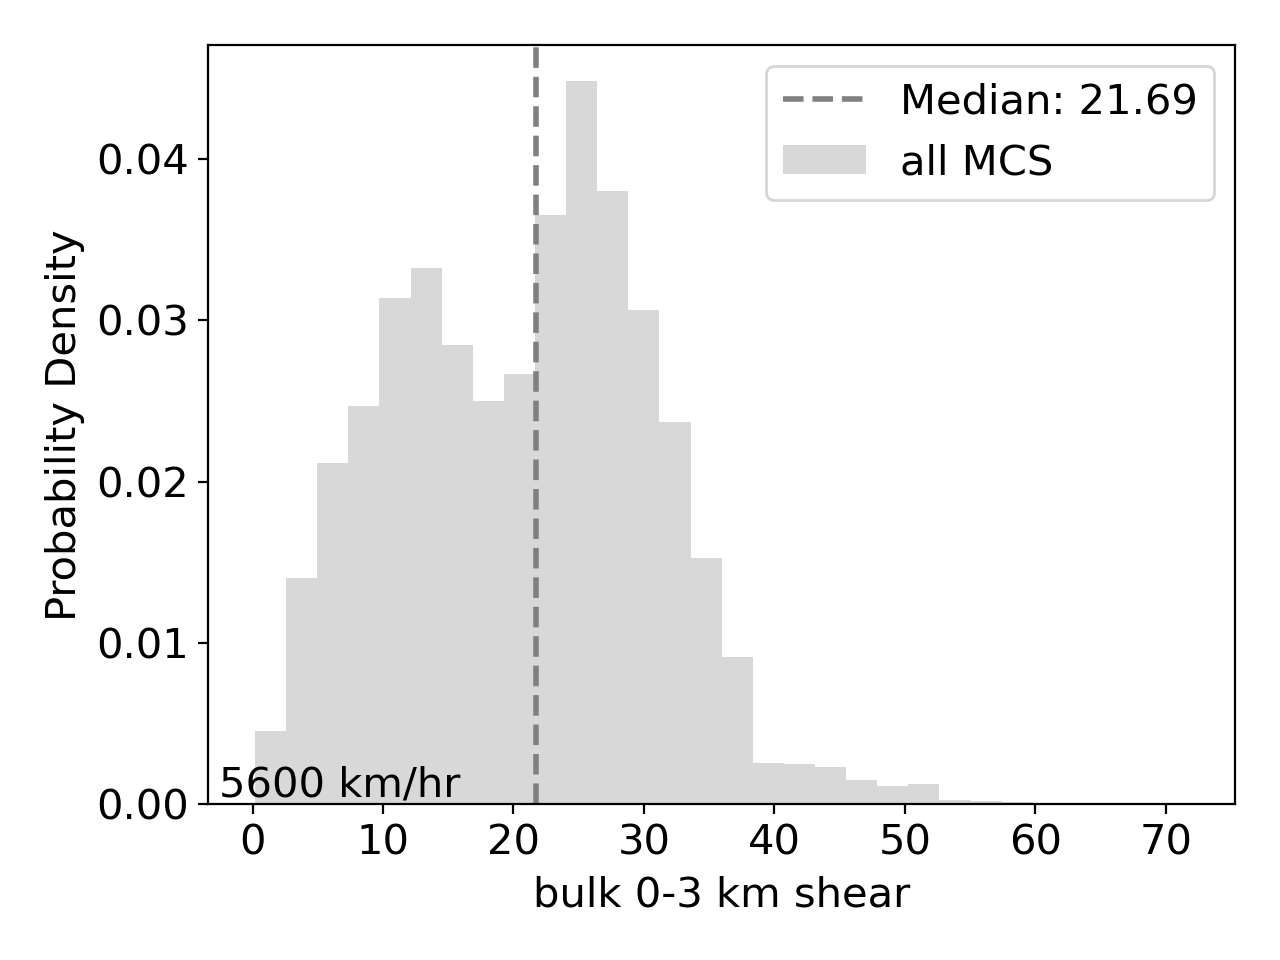 Median: 21.69
all MCS
0.04
0.03
0.02
0.01
0.00
Probability Density
5600 km/hr
0 10 20 30 40 50 60 70
bulk 0-3 km shear